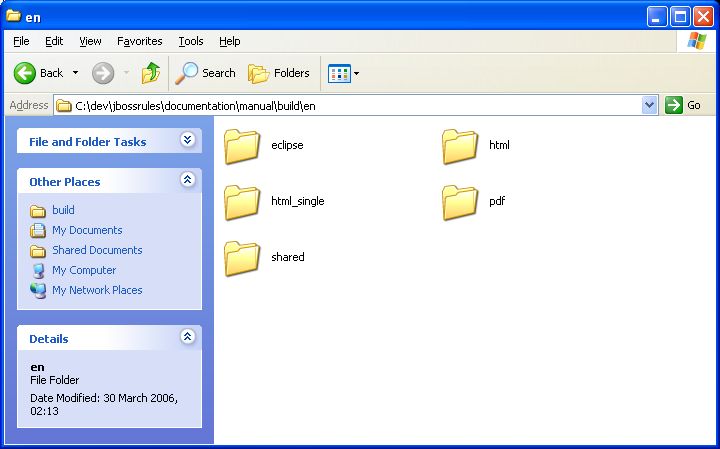 en
File Edit View Favorites Tools Help
Back Search Folders
Address C:\dev\jbossrules\documentation\manual\build\en Go
File and Folder Tasks
Other Places
build
My Documents
Shared Documents
My Computer
My Network Places
Details
en
File Folder
Date Modified: 30 March 2006,
02:13
eclipse html
html_single pdf
shared